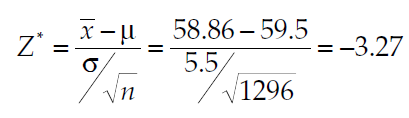 Z* = (x̄ − μ) / (σ/√n) = (58.86 − 59.5) / (5.5/√1296) = −3.27